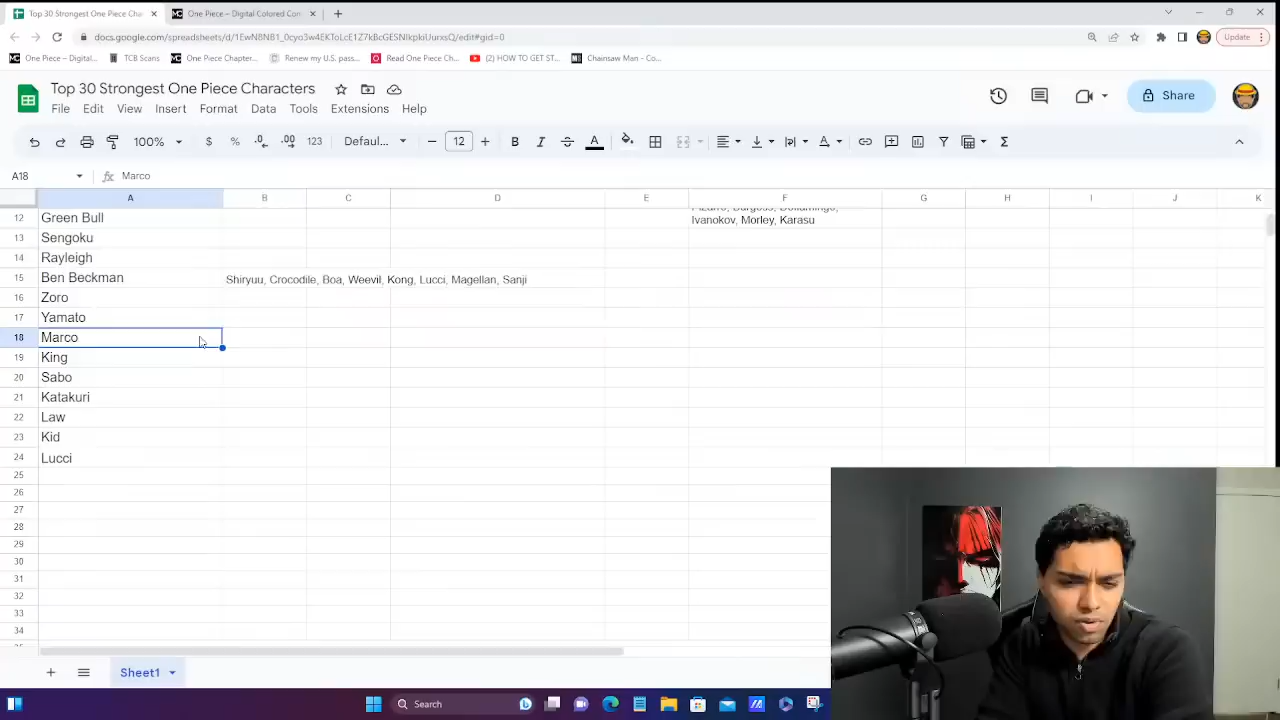 Top 30 Strongest One Piece Cha
One Piece – Digital Colored Con
docs.google.com/spreadsheets/d/1EwN8NB1_0cyo3w4EKToLcE1Z7kBcGESNlkpkiUurxsQ/edit#gid=0
Update
One Piece – Digital...
TCB Scans
One Piece Chapter...
Renew my U.S. pass...
Read One Piece Ch...
(2) HOW TO GET ST...
Chainsaw Man - Co...
Top 30 Strongest One Piece Characters
File Edit View Insert Format Data Tools Extensions Help
Share
100% $ % .0 .00 123 Defaul... 12 B I A
A18 fx Marco
A B C D E F G H I J K
12 Green Bull
Ivanokov, Morley, Karasu
13 Sengoku
14 Rayleigh
15 Ben Beckman Shiryuu, Crocodile, Boa, Weevil, Kong, Lucci, Magellan, Sanji
16 Zoro
17 Yamato
18 Marco
19 King
20 Sabo
21 Katakuri
22 Law
23 Kid
24 Lucci
25
26
27
28
29
30
31
32
33
34
Sheet1
Search